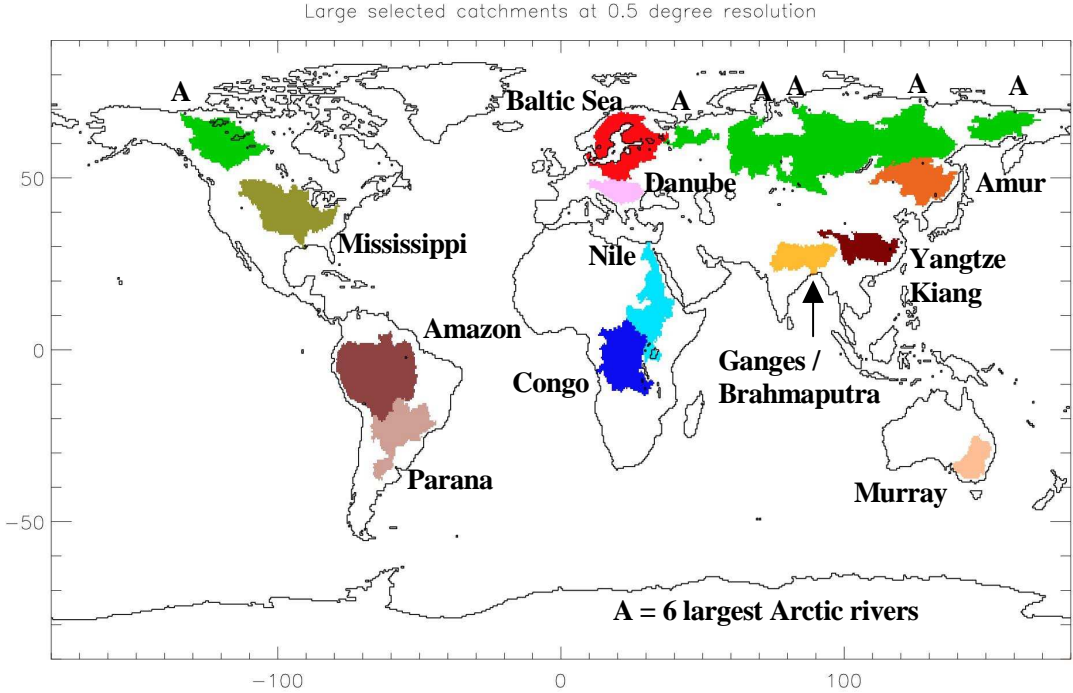 Large selected catchments at 0.5 degree resolution
A
A
A
A
A
A
Baltic Sea
50
Danube
Amur
Mississippi
Nile
Yangtze
Kiang
Amazon
0
Congo
Ganges /
Brahmaputra
Parana
Murray
−50
A = 6 largest Arctic rivers
−100
0
100